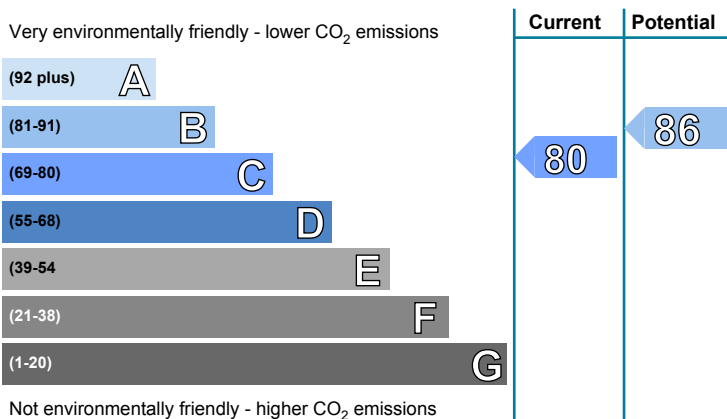 Current Potential
Very environmentally friendly - lower CO2 emissions
(92 plus) A
(81-91) B
(69-80) C
(55-68) D
(39-54 E
(21-38) F
(1-20) G
80
86
Not environmentally friendly - higher CO2 emissions